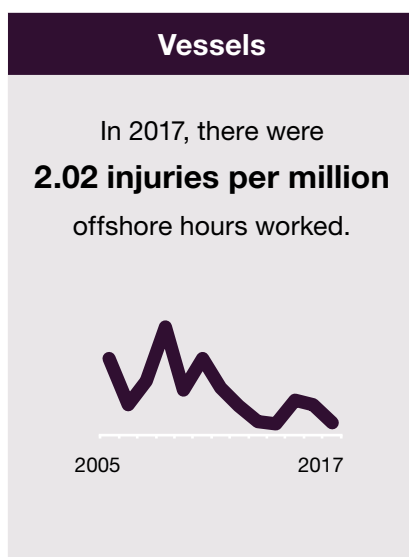 Vessels
In 2017, there were
2.02 injuries per million
offshore hours worked.
2005 2017